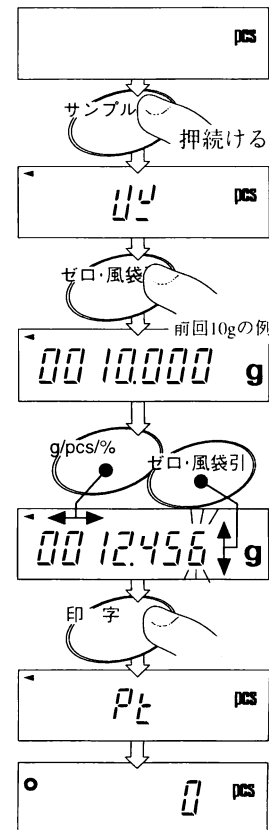 pcs
サンプル
押続ける
pcs
ゼロ・風袋
前回10gの例
0010.000 g
g/pcs/%
ゼロ・風袋引
0012.456 g
印 字
Pt pcs
0 pcs